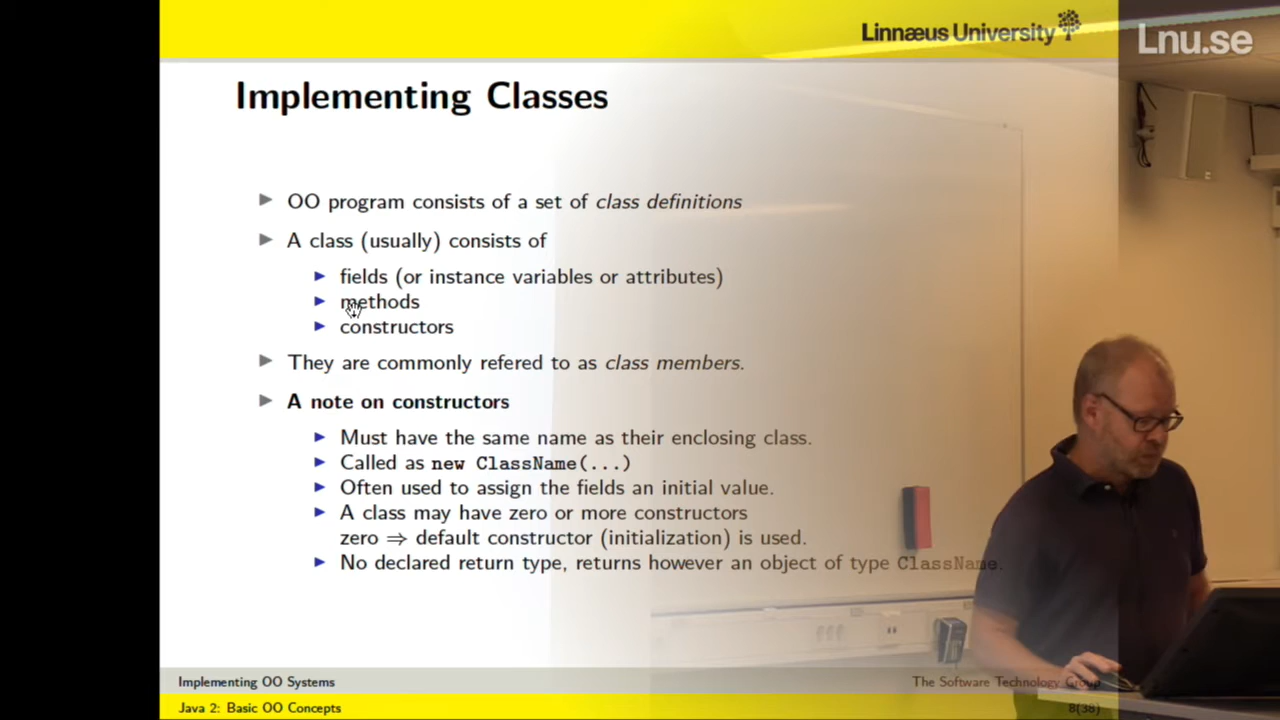 Linnæus University
Lnu.se
Implementing Classes
OO program consists of a set of class definitions
A class (usually) consists of
fields (or instance variables or attributes)
methods
constructors
They are commonly refered to as class members.
A note on constructors
Must have the same name as their enclosing class.
Called as new ClassName(...)
Often used to assign the fields an initial value.
A class may have zero or more constructors
zero ⇒ default constructor (initialization) is used.
No declared return type, returns however an object of type ClassName.
Implementing OO Systems
The Software Technology Group
Java 2: Basic OO Concepts
8(38)